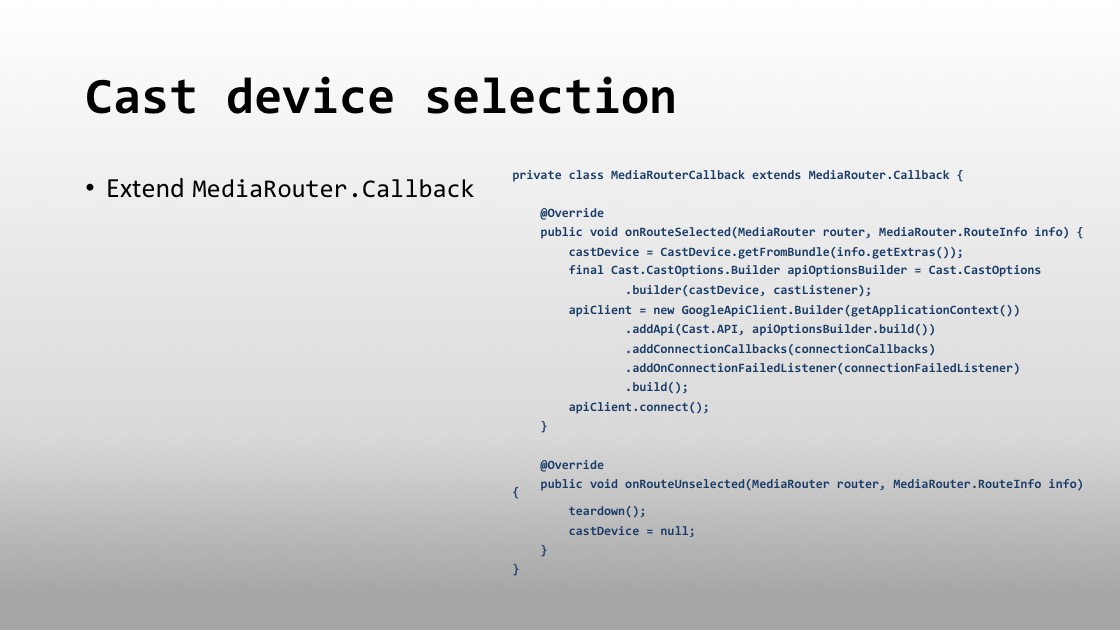 Cast device selection
• Extend MediaRouter.Callback
private class MediaRouterCallback extends MediaRouter.Callback {
@Override
public void onRouteSelected(MediaRouter router, MediaRouter.RouteInfo info) {
castDevice = CastDevice.getFromBundle(info.getExtras());
final Cast.CastOptions.Builder apiOptionsBuilder = Cast.CastOptions
.builder(castDevice, castListener);
apiClient = new GoogleApiClient.Builder(getApplicationContext())
.addApi(Cast.API, apiOptionsBuilder.build())
.addConnectionCallbacks(connectionCallbacks)
.addOnConnectionFailedListener(connectionFailedListener)
.build();
apiClient.connect();
}
@Override
public void onRouteUnselected(MediaRouter router, MediaRouter.RouteInfo info)
{
teardown();
castDevice = null;
}
}